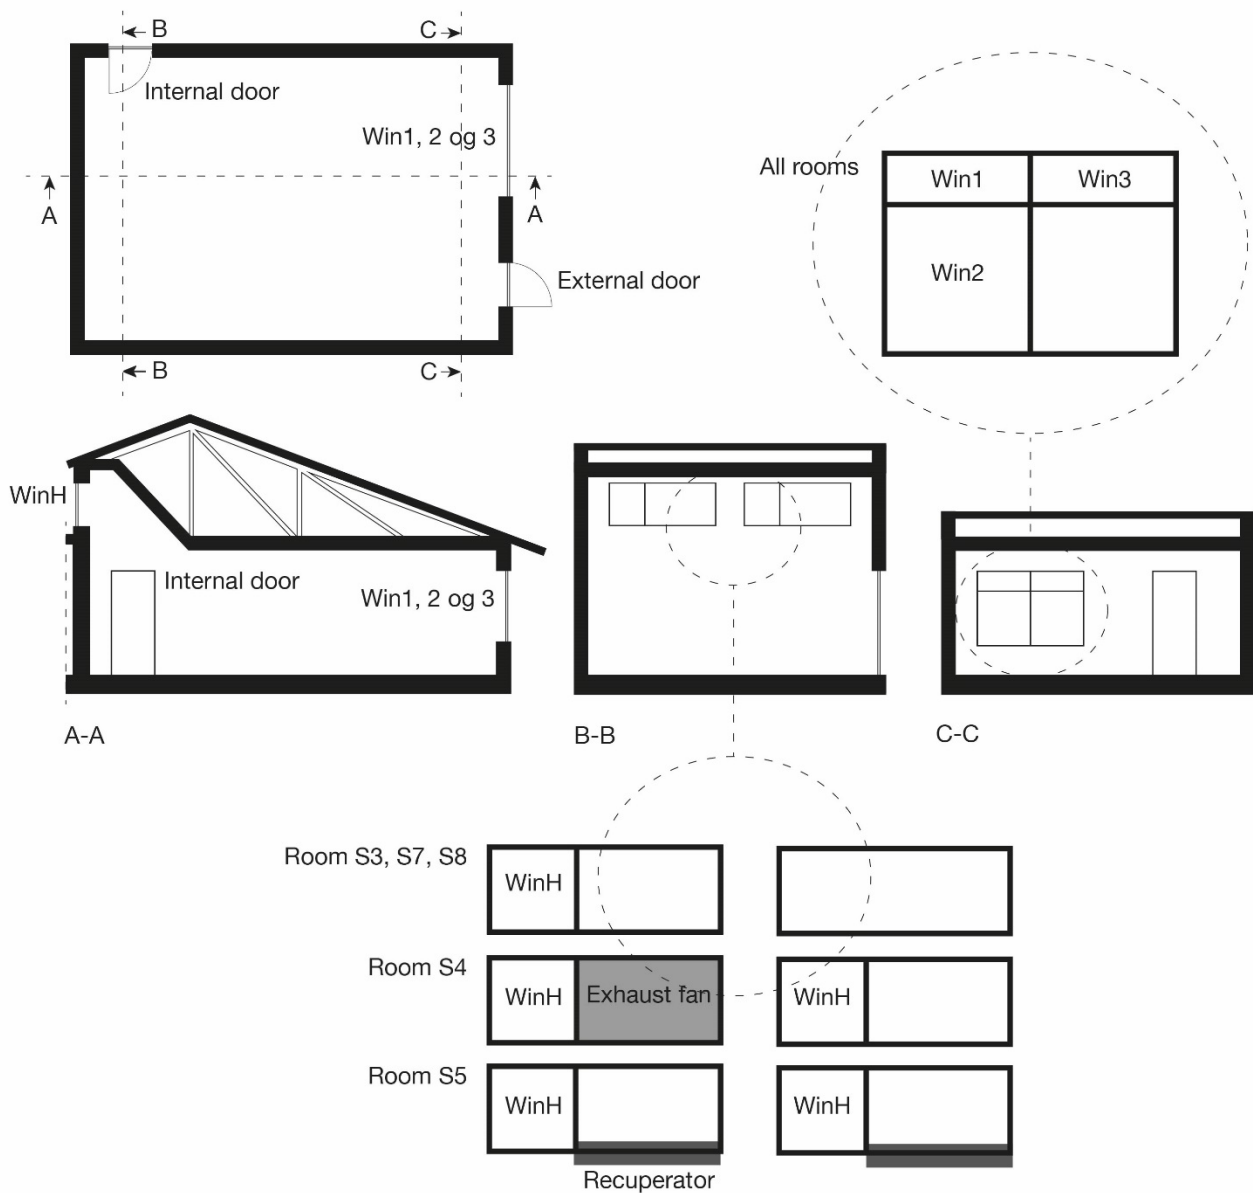 B
C
Internal door
Win1, 2 og 3
A
A
External door
B
C
All rooms
Win1
Win3
Win2
WinH
Internal door
Win1, 2 og 3
A-A
B-B
C-C
Room S3, S7, S8
WinH
Room S4
WinH
Exhaust fan
WinH
Room S5
WinH
WinH
Recuperator